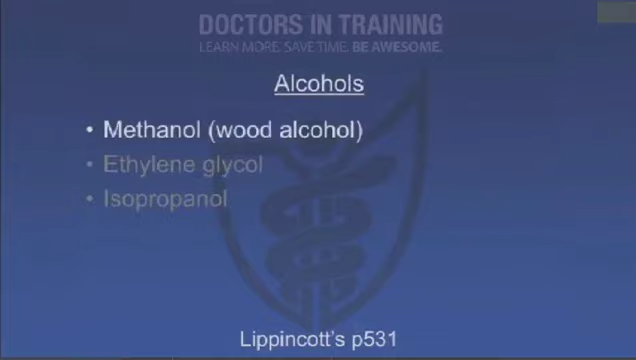 DOCTORS IN TRAINING
LEARN MORE. SAVE TIME. BE AWESOME.
Alcohols
• Methanol (wood alcohol)
• Ethylene glycol
• Isopropanol
Lippincott's p531